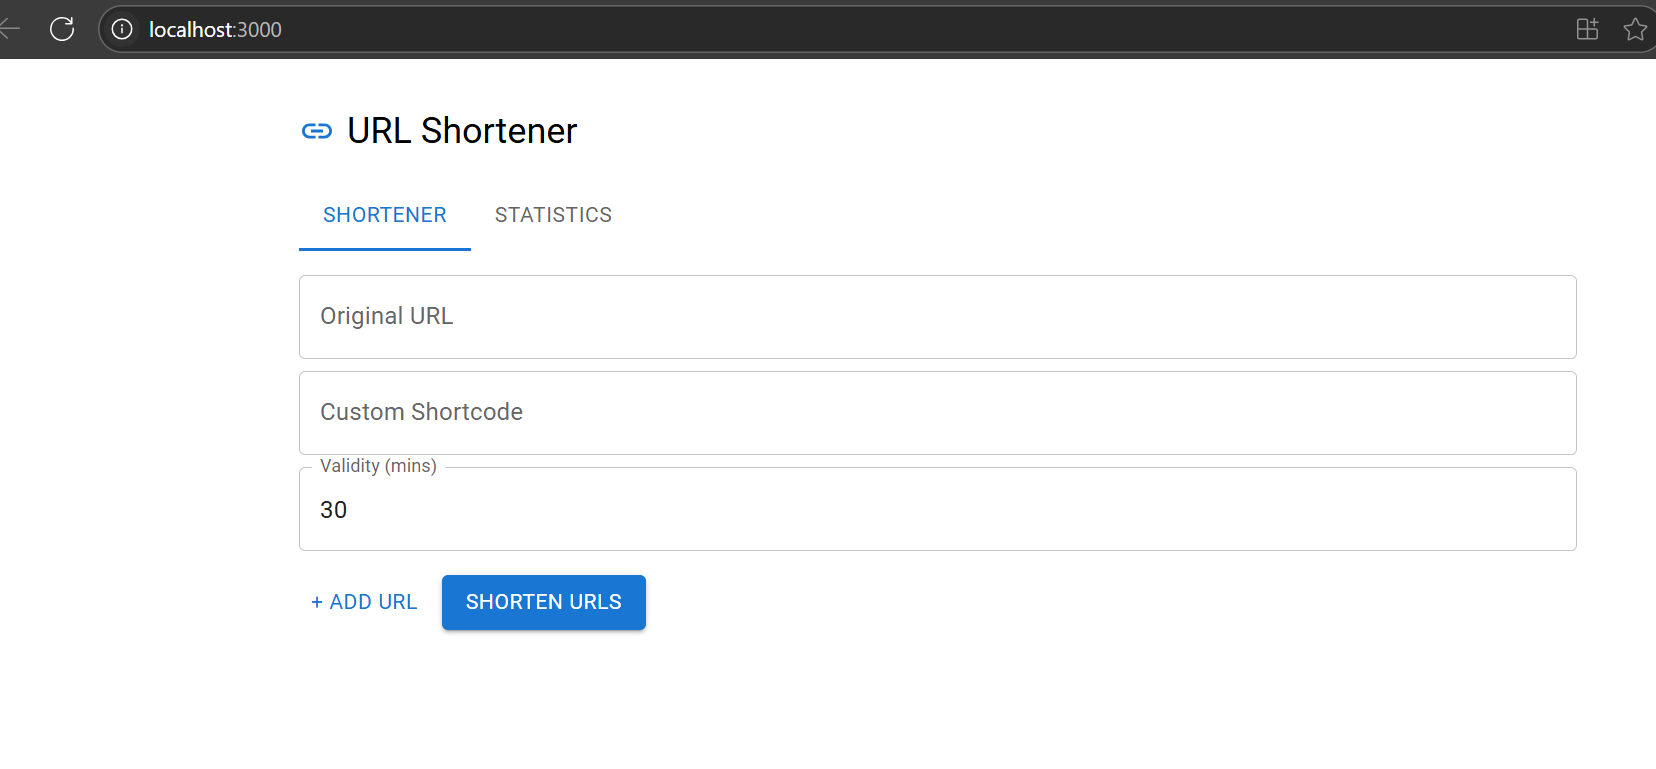 localhost:3000
URL Shortener
SHORTENER STATISTICS
Original URL
Custom Shortcode
Validity (mins)
30
+ ADD URL SHORTEN URLS